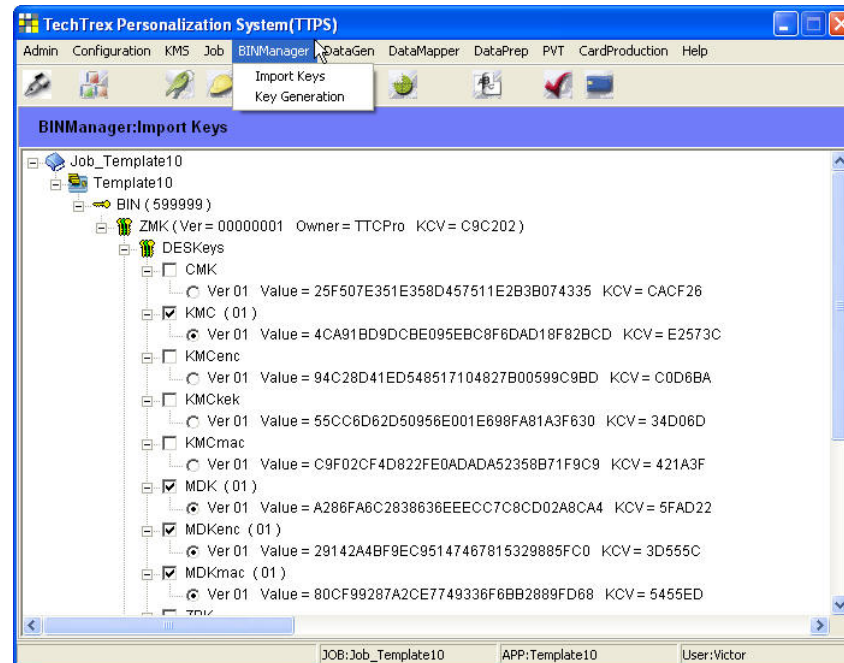 TechTrex Personalization System(TTPS)
Admin Configuration KMS Job BINManager DataGen DataMapper DataPrep PVT CardProduction Help
Import Keys
Key Generation
BINManager:Import Keys
Job_Template10
Template10
BIN ( 599999 )
ZMK ( Ver = 00000001 Owner = TTCPro KCV = C9C202 )
DESKeys
CMK
Ver 01 Value = 25F507E351E358D457511E2B3B074335 KCV = CACF26
KMC ( 01 )
Ver 01 Value = 4CA91BD9DCBE095EBC8F6DAD18F82BCD KCV = E2573C
KMCenc
Ver 01 Value = 94C28D41ED548517104827B00599C9BD KCV = C0D6BA
KMCkek
Ver 01 Value = 55CC6D62D50956E001E698FA81A3F630 KCV = 34D06D
KMCmac
Ver 01 Value = C9F02CF4D822FE0ADADA52358B71F9C9 KCV = 421A3F
MDK ( 01 )
Ver 01 Value = A286FA6C2838636EEECC7C8CD02A8CA4 KCV = 5FAD22
MDKenc ( 01 )
Ver 01 Value = 29142A4BF9EC95147467815329885FC0 KCV = 3D555C
MDKmac ( 01 )
Ver 01 Value = 80CF99287A2CE7749336F6BB2889FD68 KCV = 5455ED
JOB:Job_Template10 APP:Template10 User:Victor